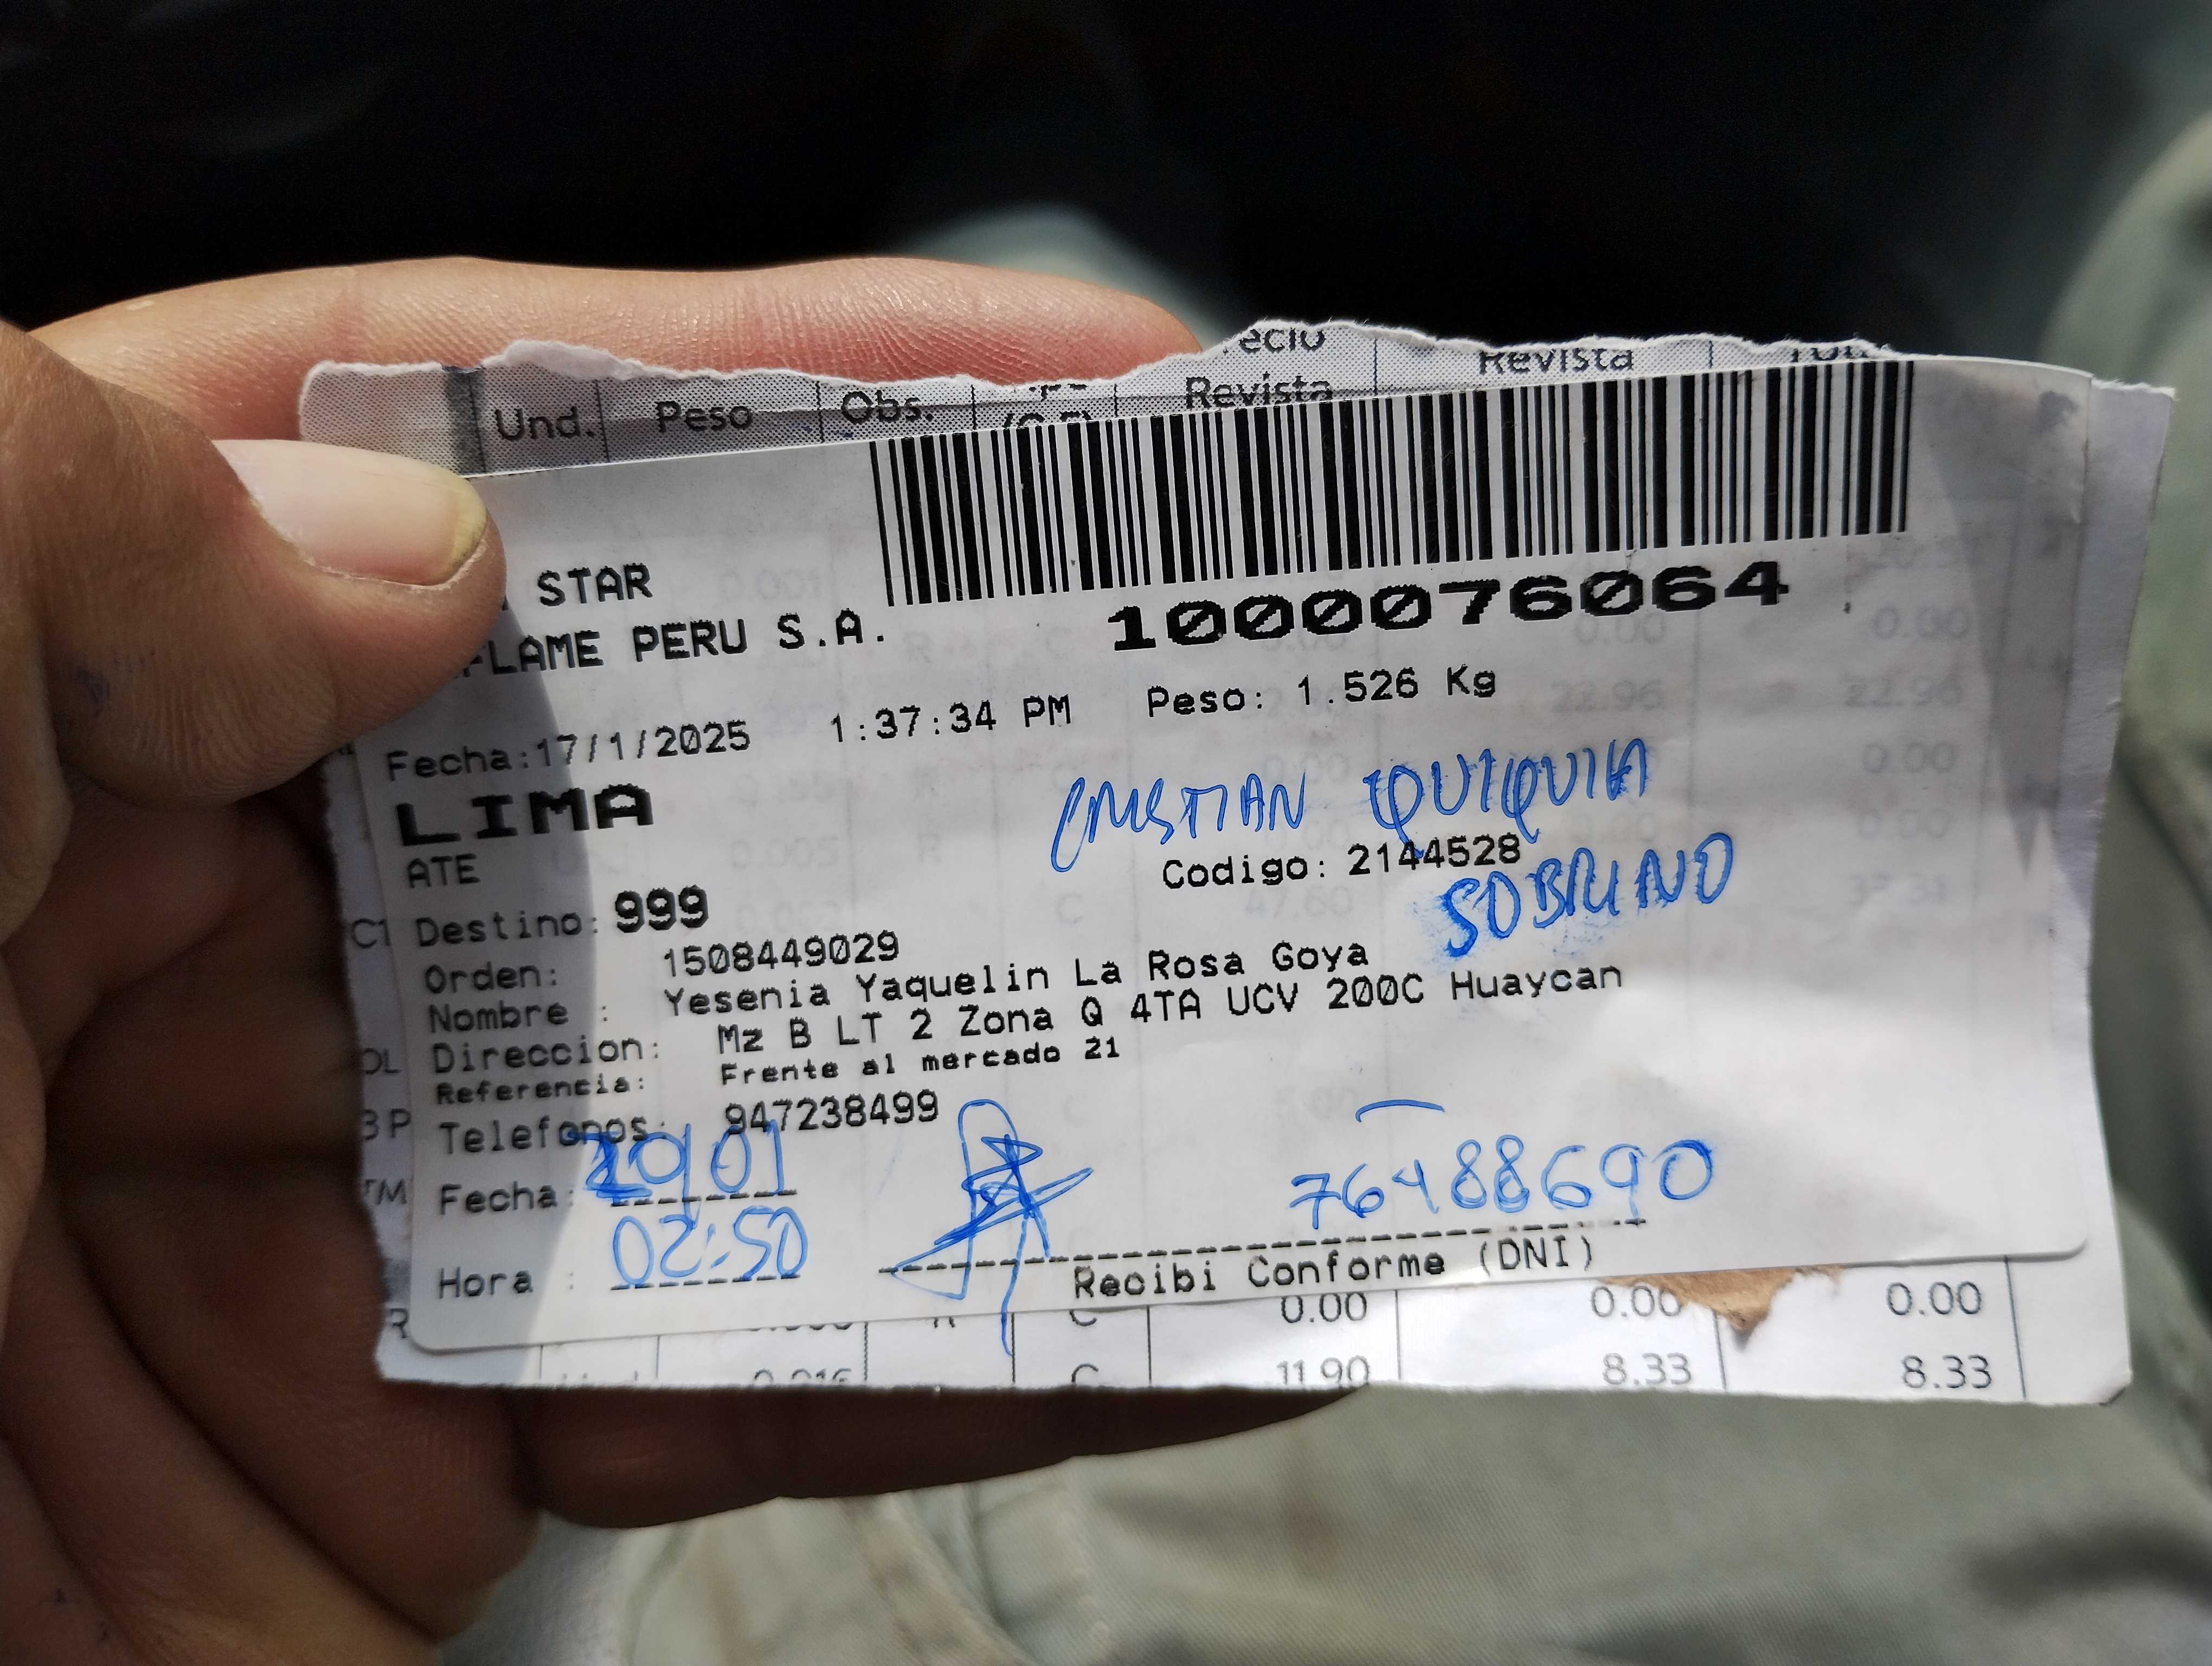 Und. Peso Obs. Revista Revista
STAR
FLAME PERU S.A.
1000076064
Fecha:17/1/2025 1:37:34 PM Peso: 1.526 Kg
LIMA
CRISTIAN QUIQUIA
ATE
Codigo: 2144528
SOBRINO
Destino: 999
Orden: 1508449029
Nombre : Yesenia Yaquelin La Rosa Goya
Direccion: Mz B LT 2 Zona Q 4TA UCV 200C Huaycan
Referencia: Frente al mercado 21
Telefonos: 947238499
Fecha: 01
76488690
Hora : 02:50
Recibi Conforme (DNI)
0.00 0.00 0.00
11.90 8.33 8.33